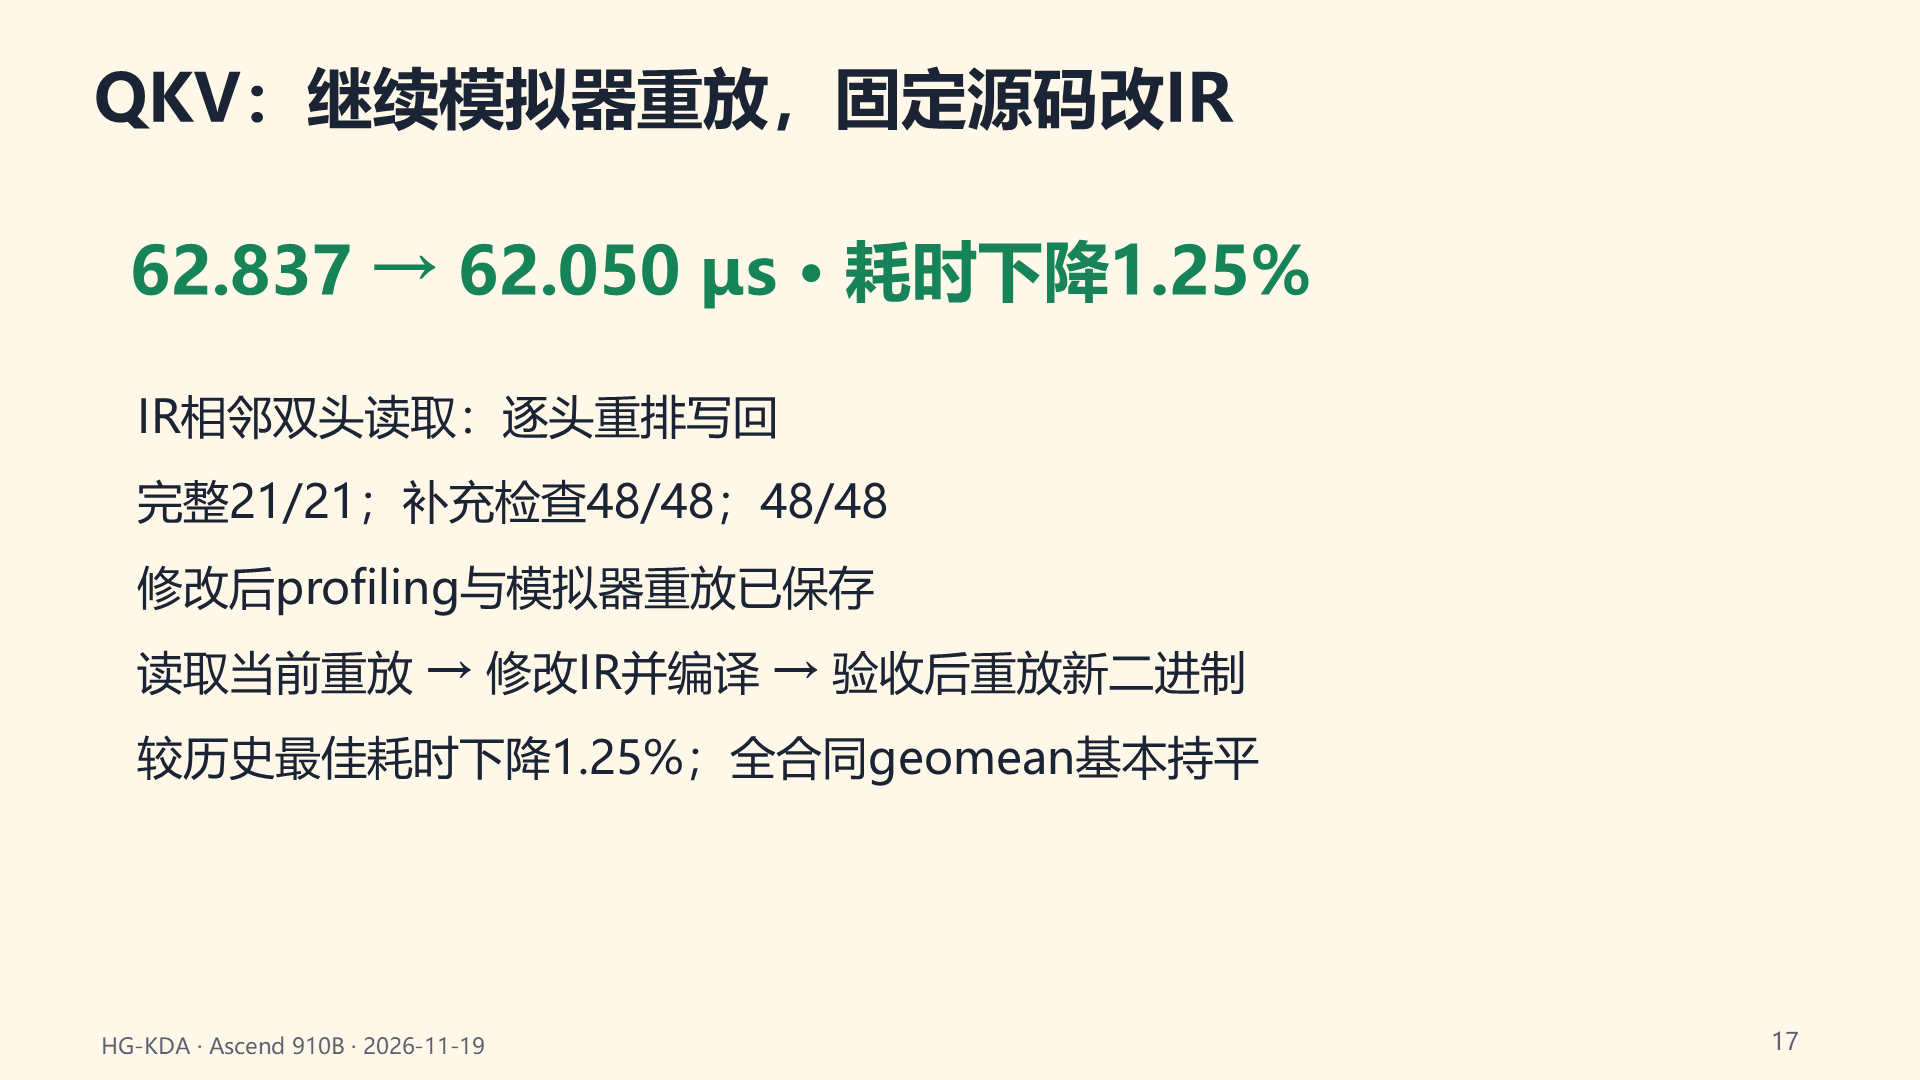 QKV：继续模拟器重放，固定源码改IR
62.837 → 62.050 µs • 耗时下降1.25%
IR相邻双头读取：逐头重排写回
完整21/21；补充检查48/48；48/48
修改后profiling与模拟器重放已保存
读取当前重放 → 修改IR并编译 → 验收后重放新二进制
较历史最佳耗时下降1.25%；全合同geomean基本持平
HG-KDA · Ascend 910B · 2026-11-19
17